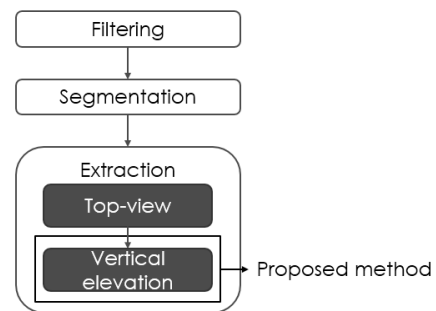 Filtering
Segmentation
Extraction
Top-view
Vertical
elevation
Proposed method